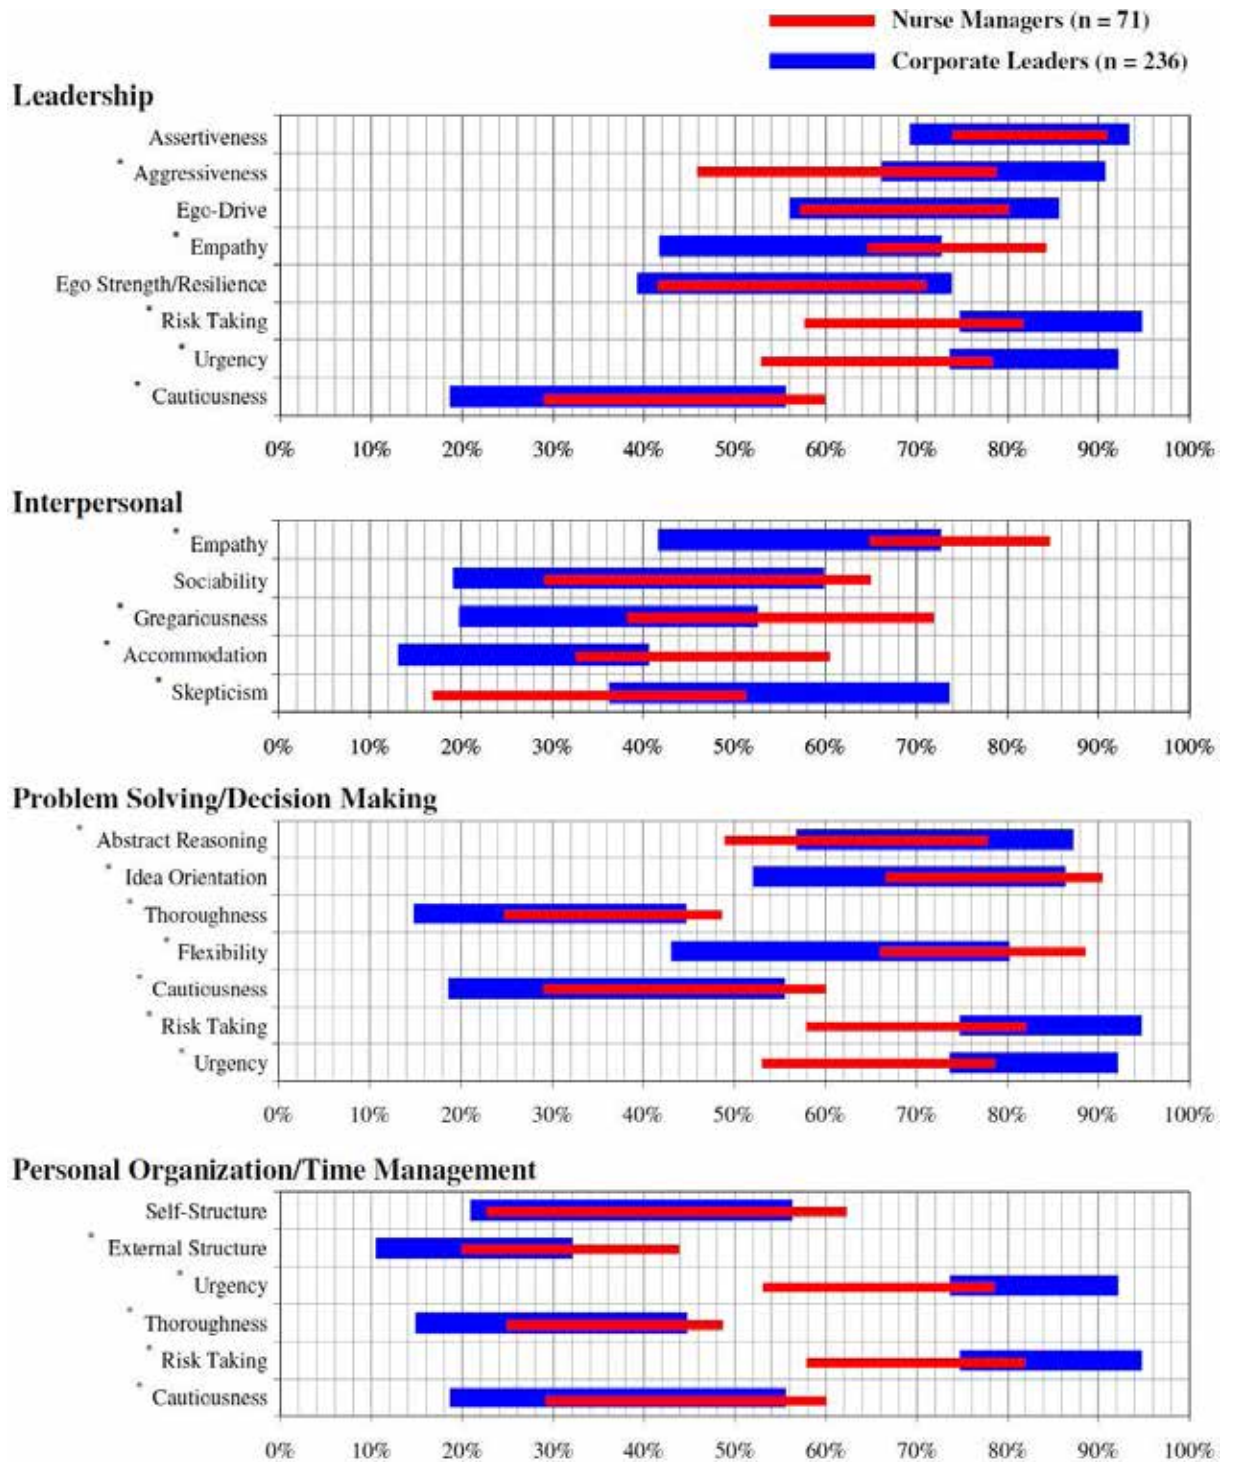 Nurse Managers (n = 71)
Corporate Leaders (n = 236)
Leadership
Assertiveness
* Aggressiveness
Ego-Drive
* Empathy
Ego Strength/Resilience
* Risk Taking
* Urgency
* Cautiousness
0% 10% 20% 30% 40% 50% 60% 70% 80% 90% 100%
Interpersonal
* Empathy
Sociability
* Gregariousness
* Accommodation
* Skepticism
0% 10% 20% 30% 40% 50% 60% 70% 80% 90% 100%
Problem Solving/Decision Making
* Abstract Reasoning
* Idea Orientation
* Thoroughness
* Flexibility
* Cautiousness
* Risk Taking
* Urgency
0% 10% 20% 30% 40% 50% 60% 70% 80% 90% 100%
Personal Organization/Time Management
Self-Structure
* External Structure
* Urgency
* Thoroughness
* Risk Taking
* Cautiousness
0% 10% 20% 30% 40% 50% 60% 70% 80% 90% 100%